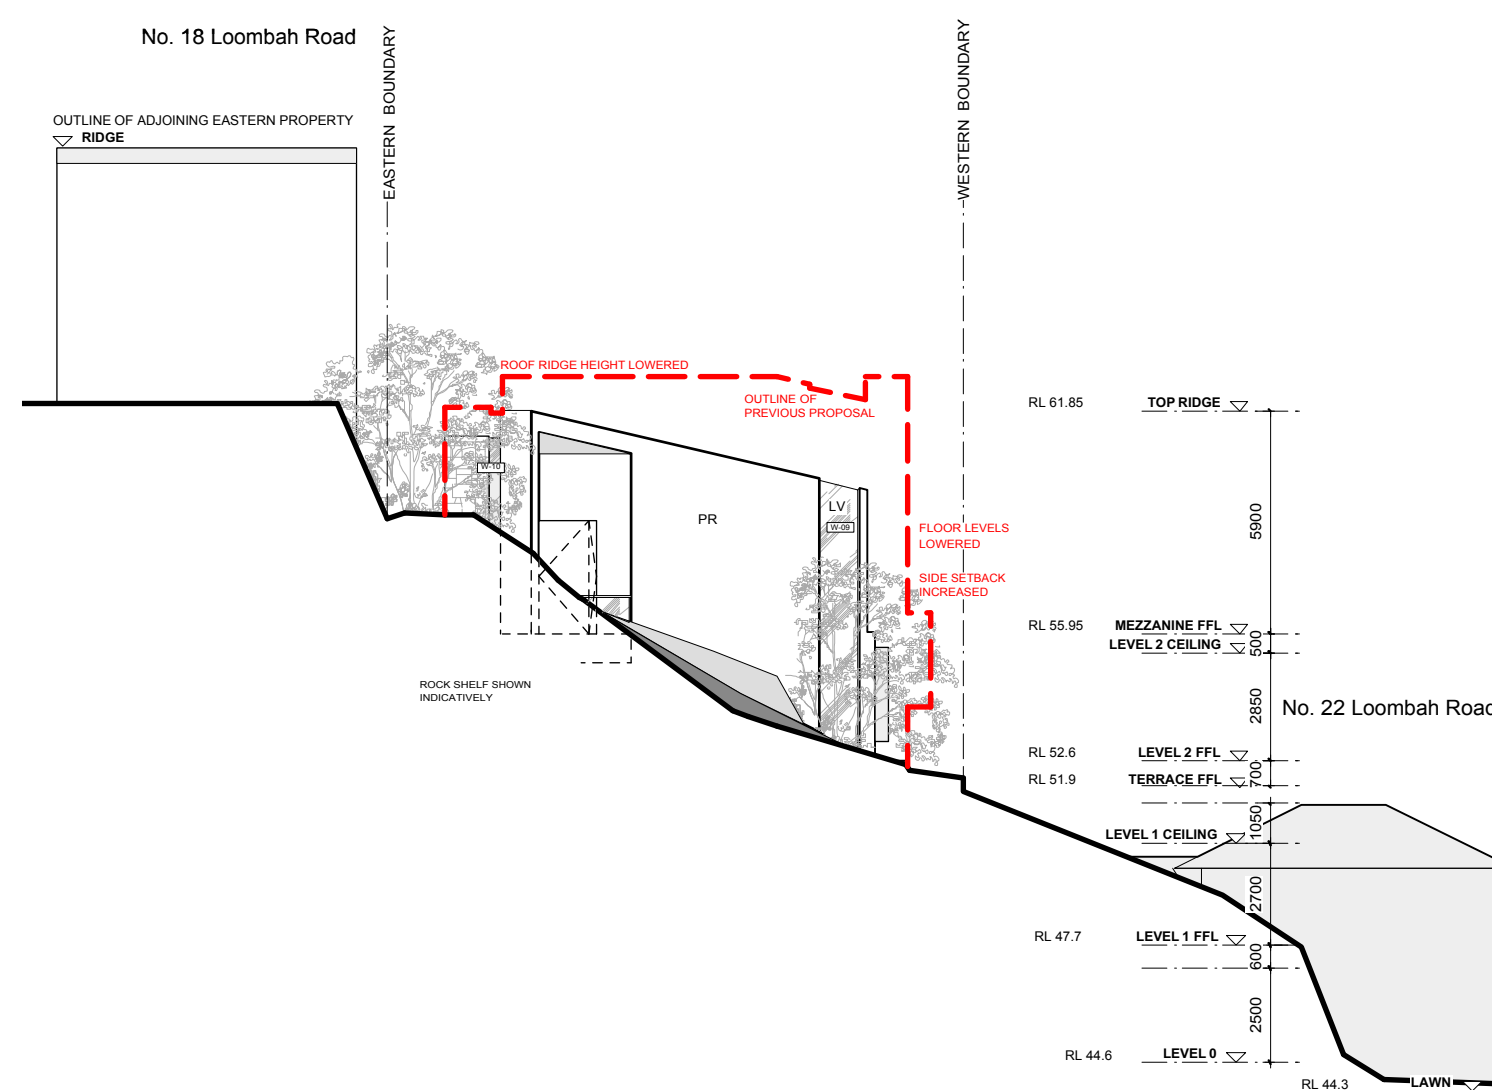 No. 18 Loombah Road
EASTERN BOUNDARY
WESTERN BOUNDARY
OUTLINE OF ADJOINING EASTERN PROPERTY
RIDGE
ROOF RIDGE HEIGHT LOWERED
OUTLINE OF
PREVIOUS PROPOSAL
W-10
PR
LV
W-09
FLOOR LEVELS
LOWERED
SIDE SETBACK
INCREASED
ROCK SHELF SHOWN
INDICATIVELY
RL 61.85 TOP RIDGE
5900
RL 55.95 MEZZANINE FFL
500
LEVEL 2 CEILING
2850
No. 22 Loombah Road
RL 52.6 LEVEL 2 FFL
700
RL 51.9 TERRACE FFL
1050
LEVEL 1 CEILING
2700
RL 47.7 LEVEL 1 FFL
600
2500
RL 44.6 LEVEL 0
RL 44.3 LAWN